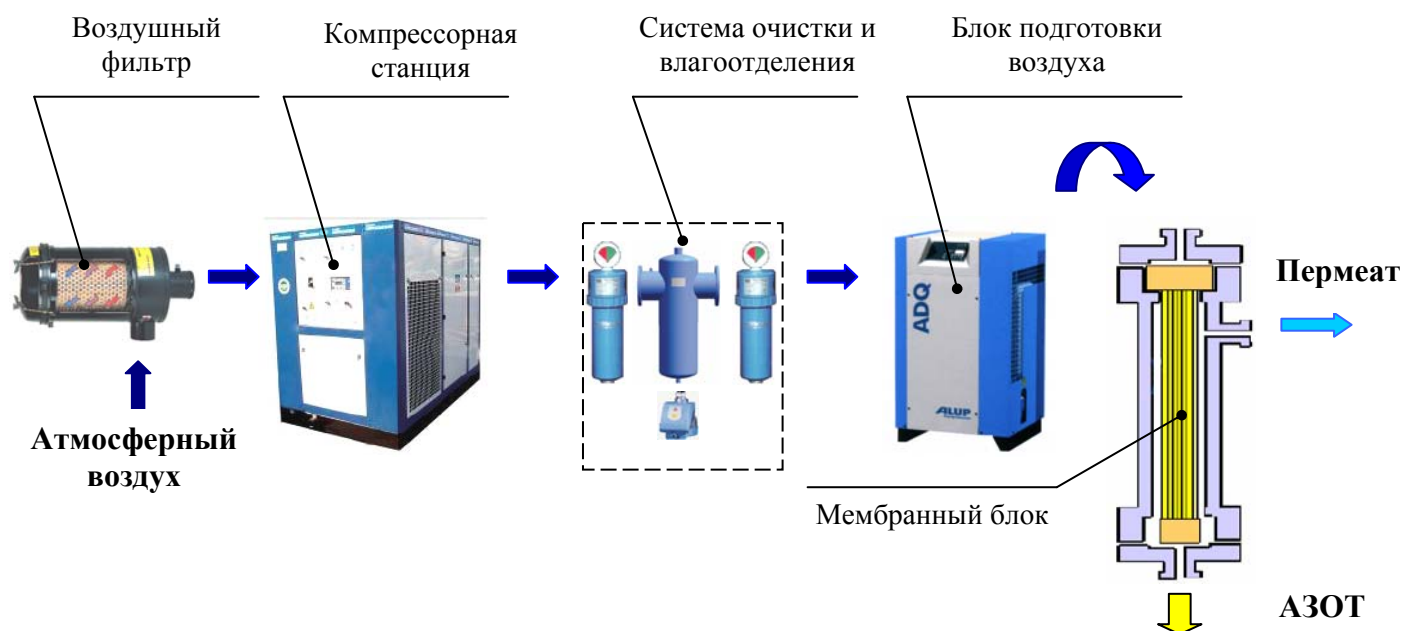 Воздушный
фильтр
Компрессорная
станция
Система очистки и
влагоотделения
Блок подготовки
воздуха
Пермеат
ADQ
ALUP
Атмосферный
воздух
Мембранный блок
АЗОТ